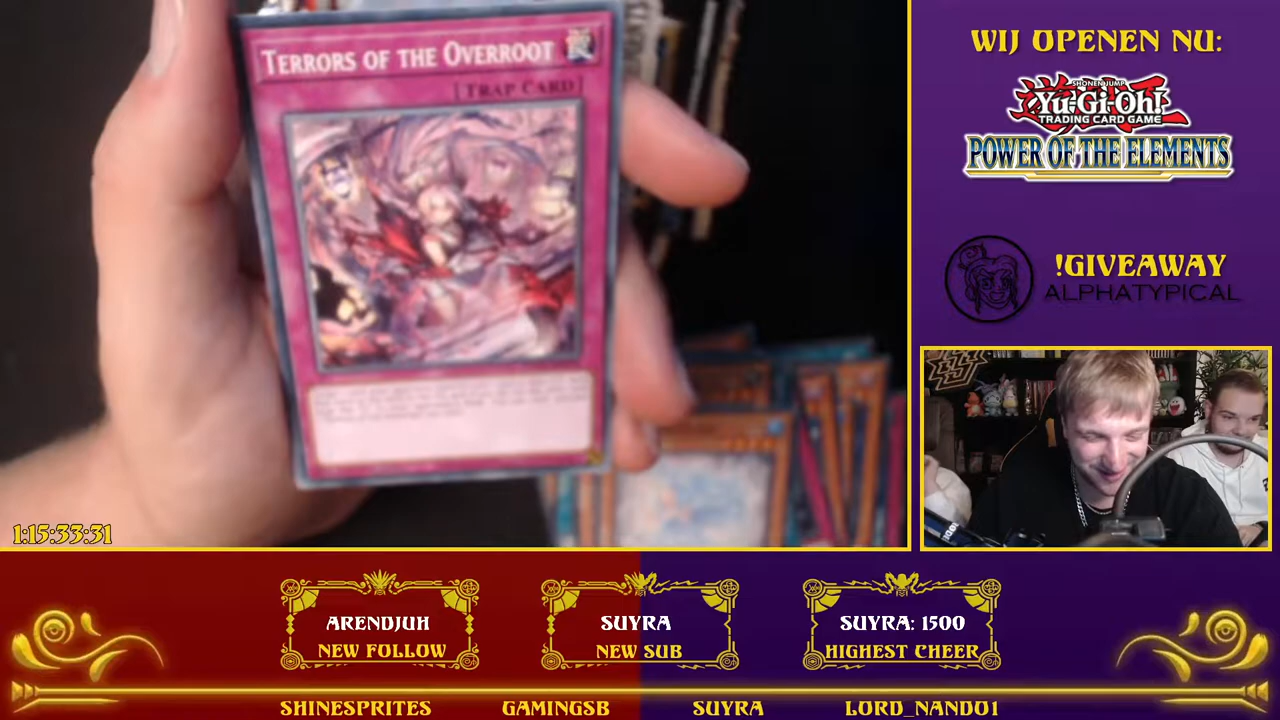 TERRORS OF THE OVERROOT
[TRAP CARD]
1:15:33:31
WIJ OPENEN NU:
SHONEN JUMP
Yu-Gi-Oh!
TRADING CARD GAME
POWER OF THE ELEMENTS
!GIVEAWAY
ALPHATYPICAL
ARENDJUH
NEW FOLLOW
SUYRA
NEW SUB
SUYRA: 1500
HIGHEST CHEER
SHINESPRITES GAMINGSB SUYRA LORD_NANDO1